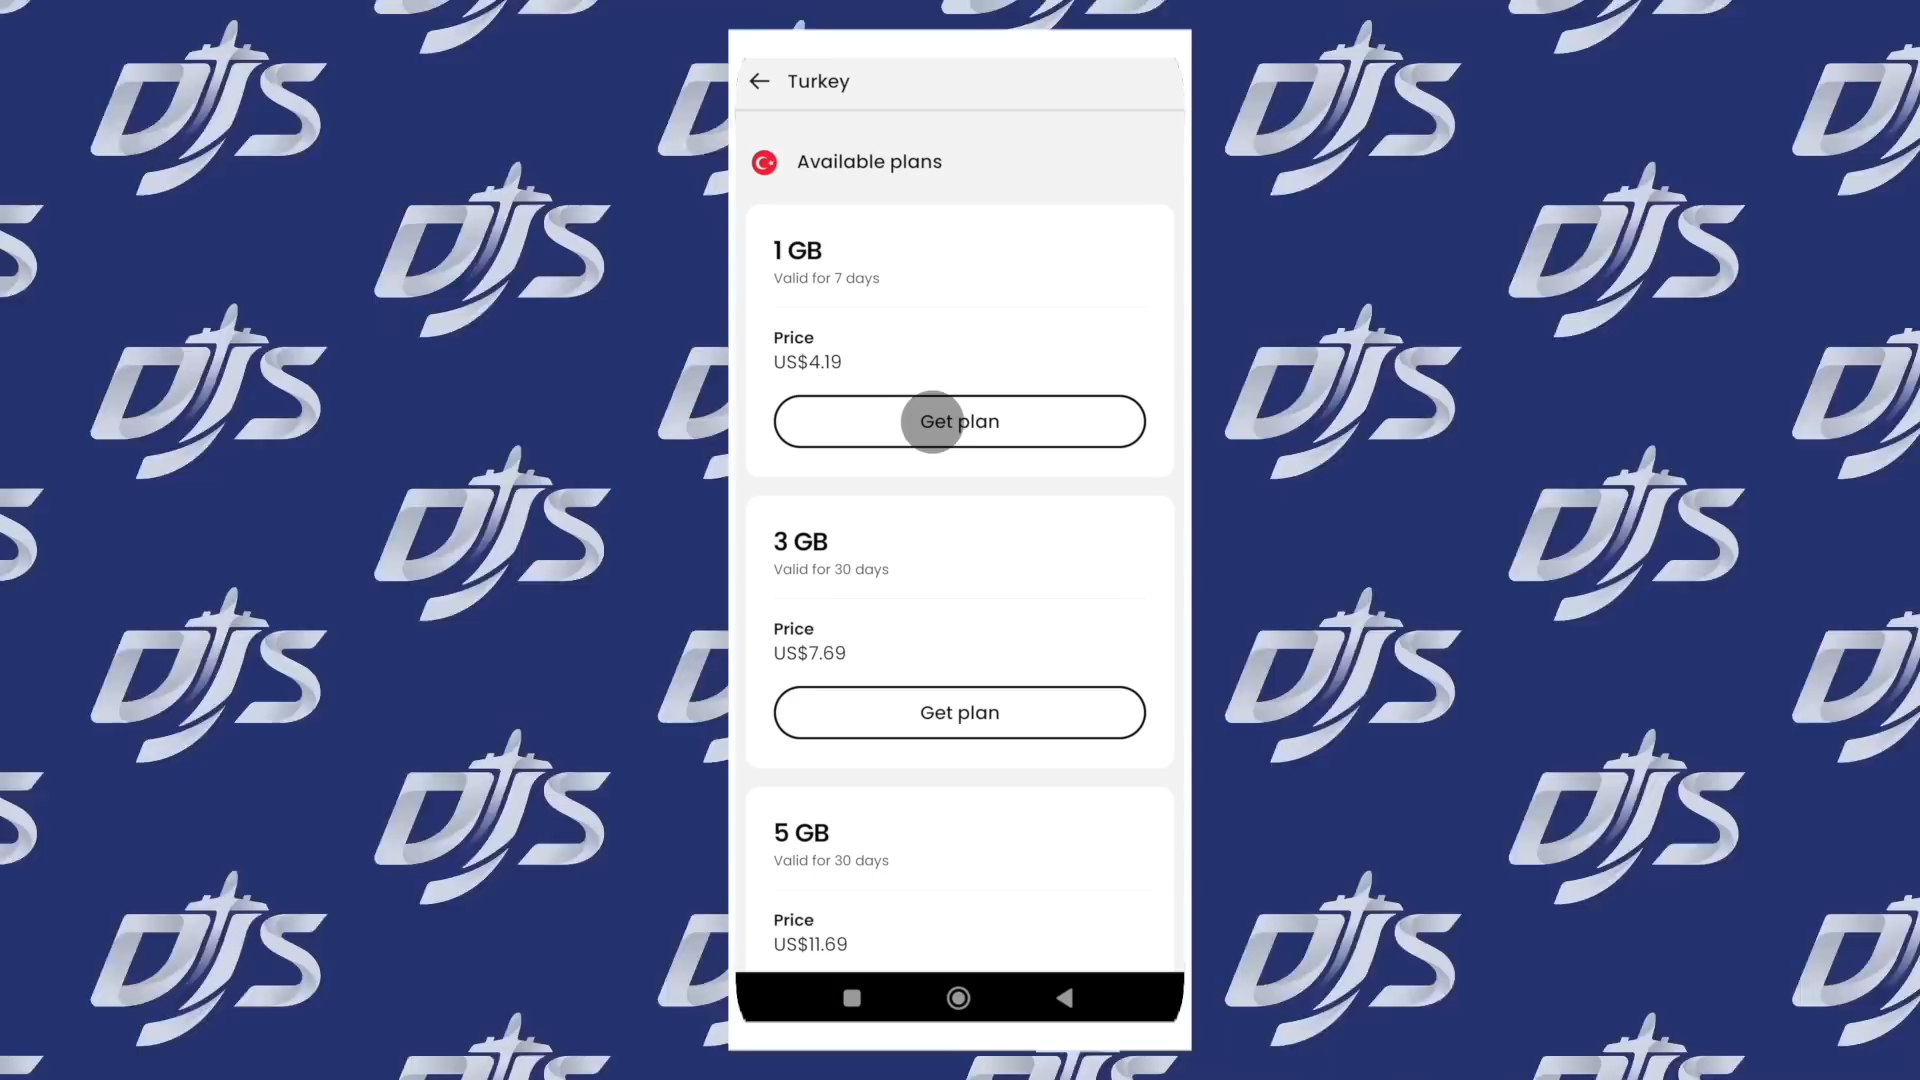 Turkey
Available plans
1 GB
Valid for 7 days
Price
US$4.19
Get plan
3 GB
Valid for 30 days
Price
US$7.69
Get plan
5 GB
Valid for 30 days
Price
US$11.69